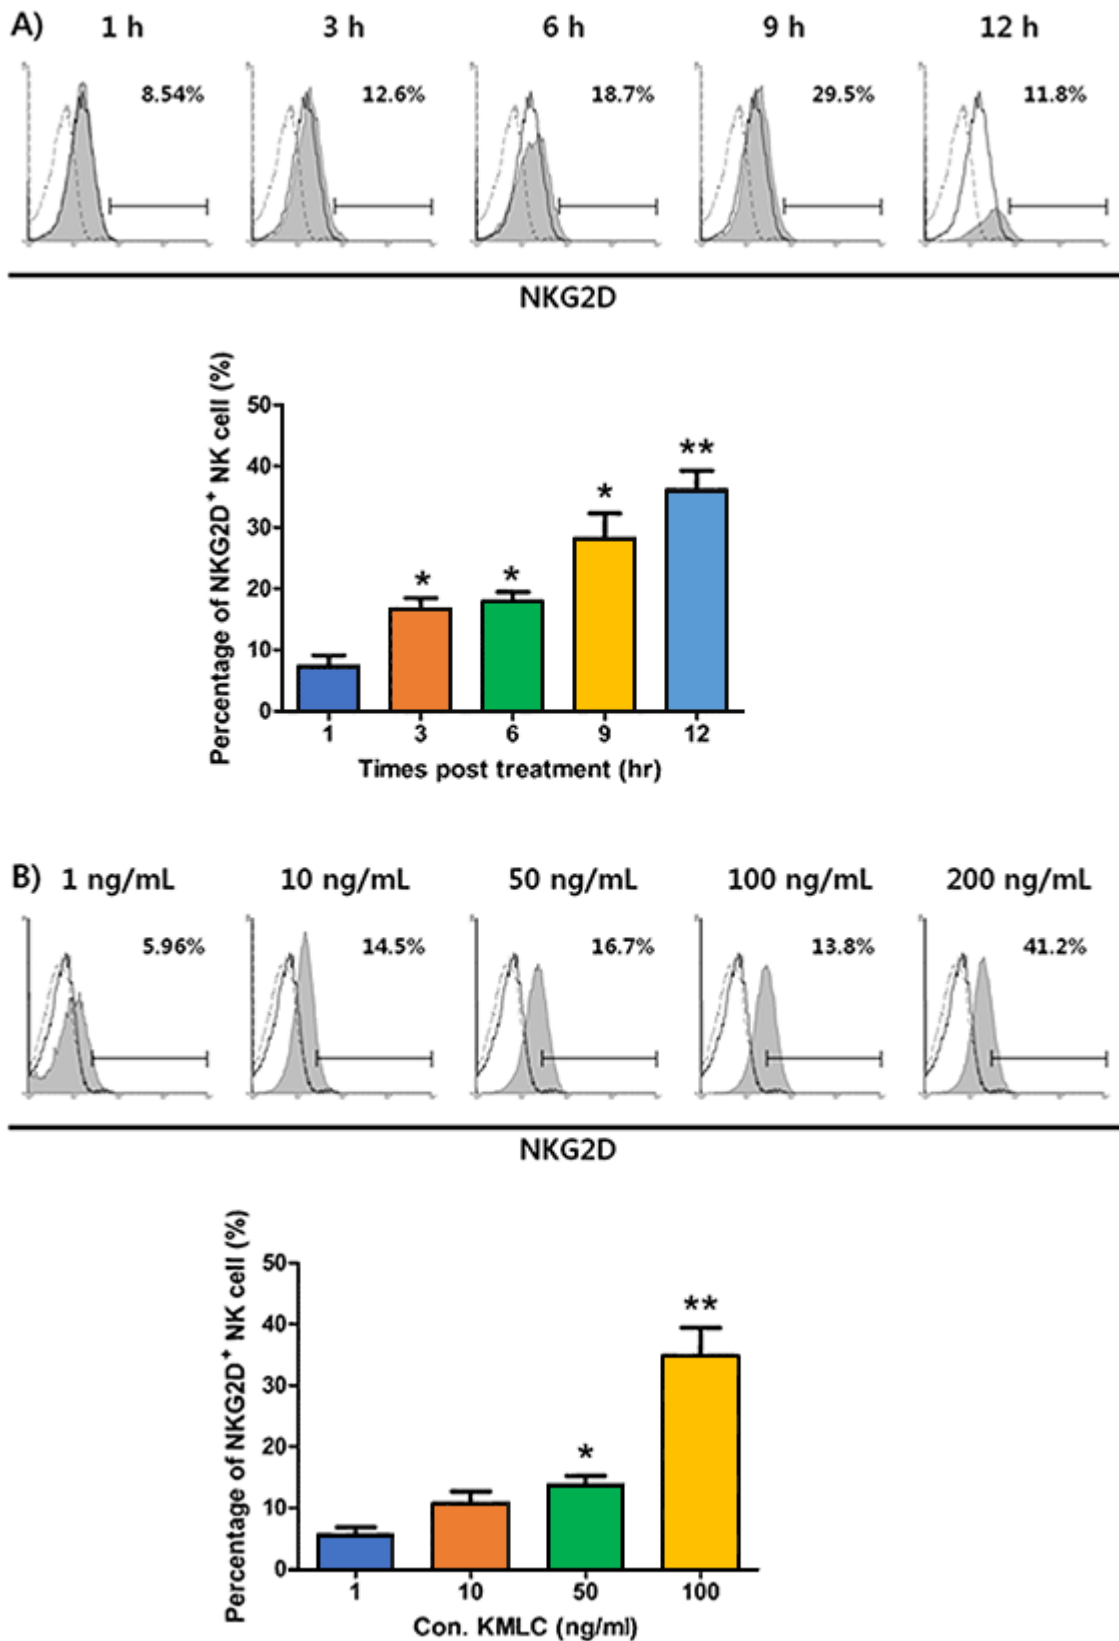 A) 1 h 3 h 6 h 9 h 12 h
8.54% 12.6% 18.7% 29.5% 11.8%
NKG2D
Percentage of NKG2D⁺ NK cell (%)
50
40
30
20
10
0
* * * **
1 3 6 9 12
Times post treatment (hr)
B) 1 ng/mL 10 ng/mL 50 ng/mL 100 ng/mL 200 ng/mL
5.96% 14.5% 16.7% 13.8% 41.2%
NKG2D
Percentage of NKG2D⁺ NK cell (%)
50
40
30
20
10
0
* **
1 10 50 100
Con. KMLC (ng/ml)